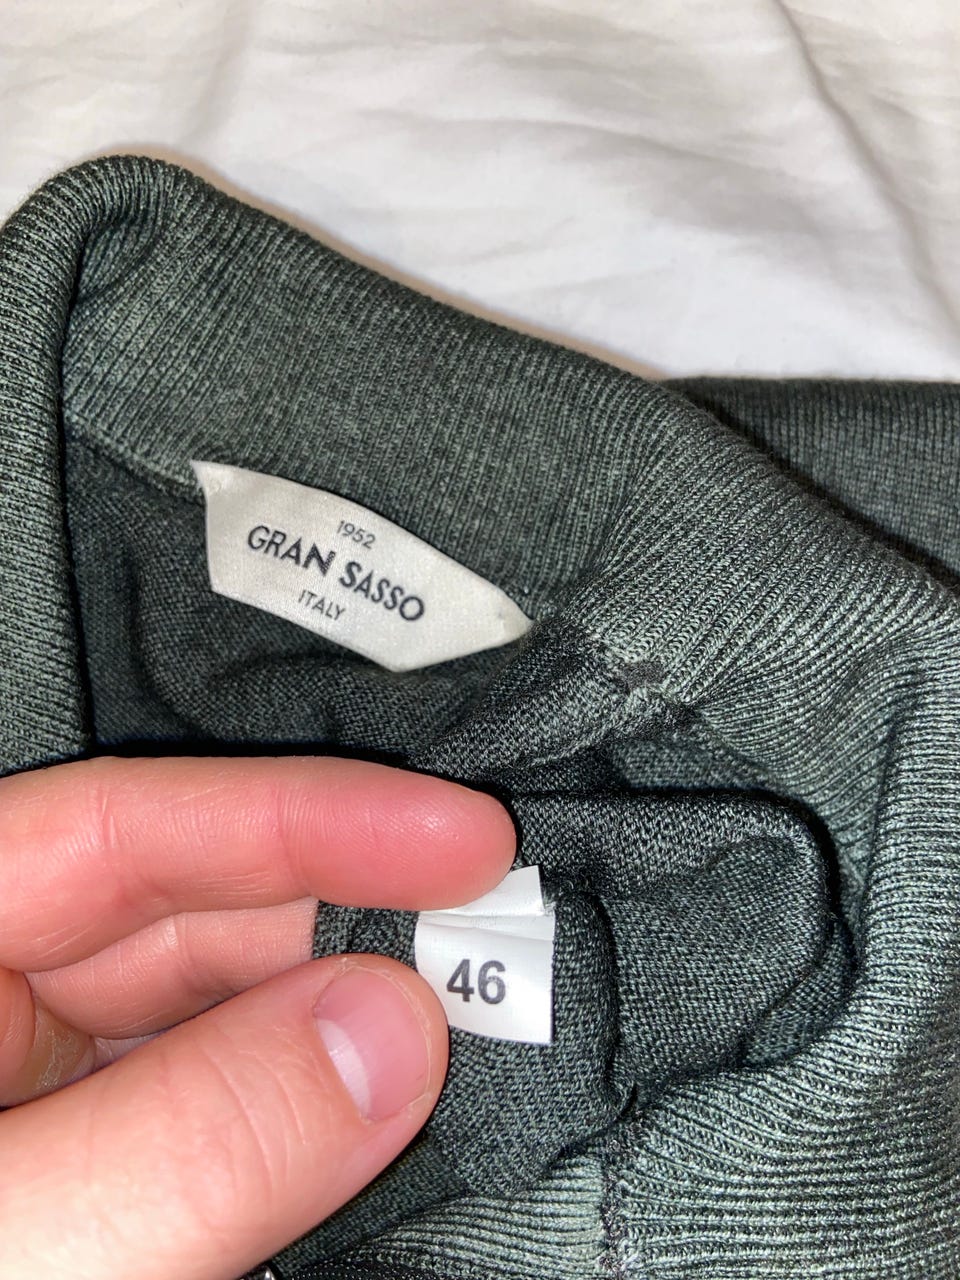 1952
GRAN SASSO
ITALY
46